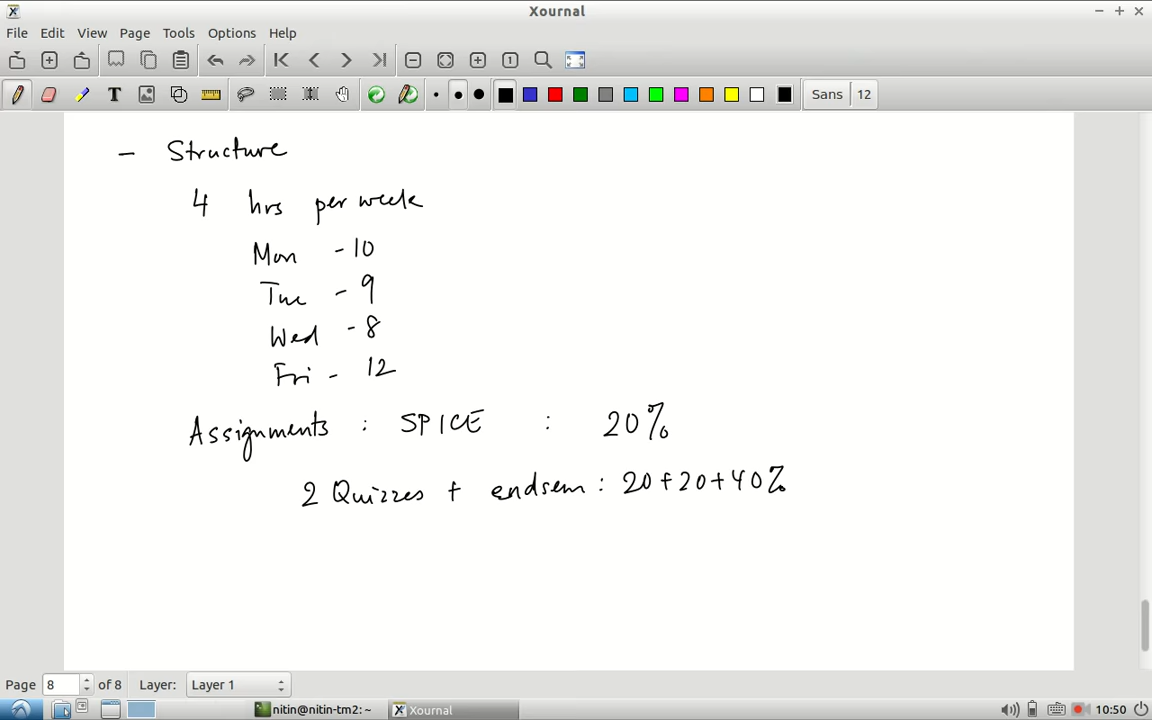 Xournal
File Edit View Page Tools Options Help
Sans 12
- Structure
4 hrs per week
Mon - 10
Tue - 9
Wed - 8
Fri - 12
Assignments : SPICE : 20%
2 Quizzes + endsem : 20+20+40%
Page 8 of 8 Layer: Layer 1
nitin@nitin-tm2: ~ Xournal 10:50